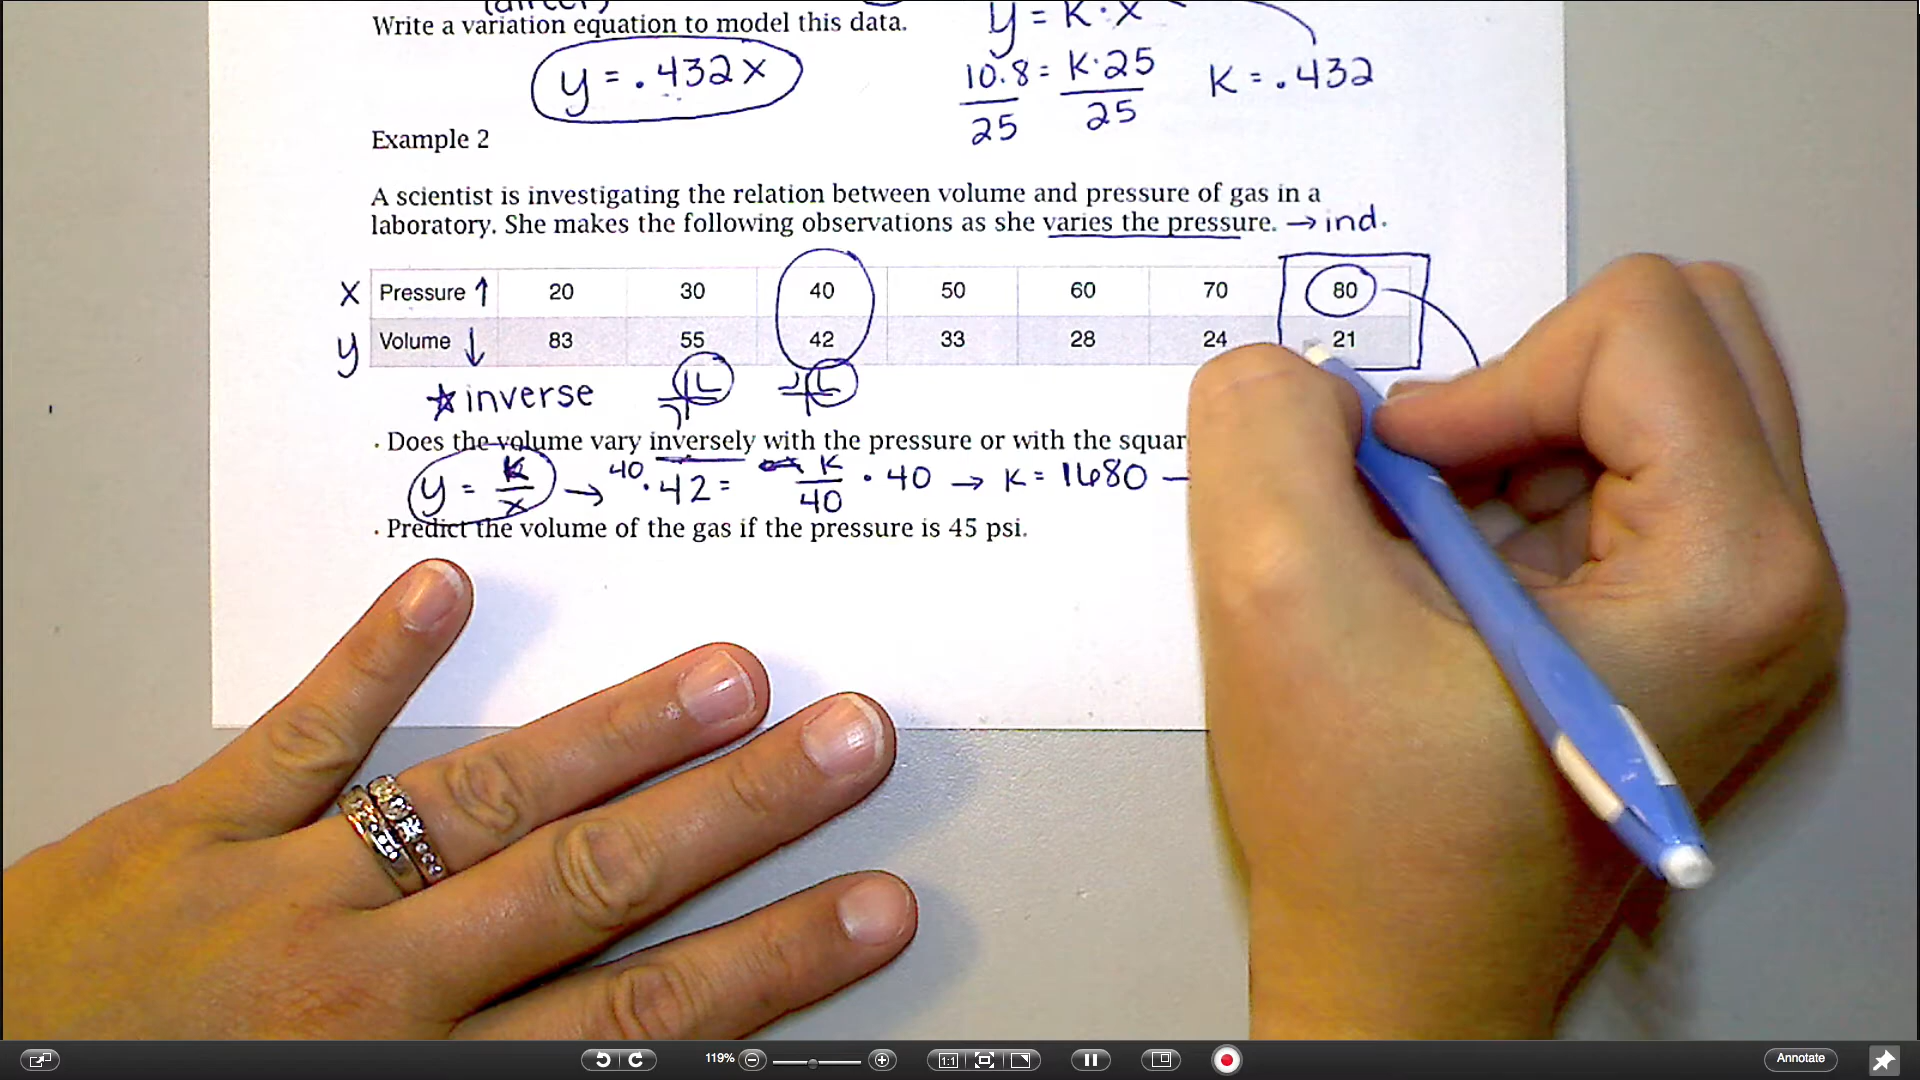 (direct)
Write a variation equation to model this data.
y = k · x
y = .432x
10.8 = k · 25
25 25
k = .432
Example 2
A scientist is investigating the relation between volume and pressure of gas in a
laboratory. She makes the following observations as she varies the pressure. → ind.
x Pressure ↑ 20 30 40 50 60 70 80
y Volume ↓ 83 55 42 33 28 24 21
☆ inverse
· Does the volume vary inversely with the pressure or with the squar
y = k/x → 40 · 42 = k/40 · 40 → k = 1680 —
· Predict the volume of the gas if the pressure is 45 psi.
119%
1:1
Annotate